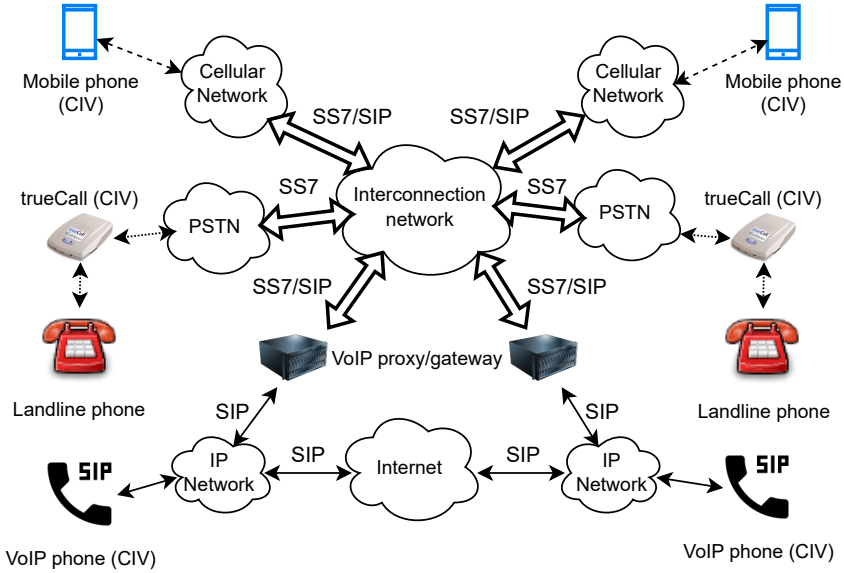 Cellular
Network
Cellular
Network
Mobile phone
(CIV)
Mobile phone
(CIV)
SS7/SIP
SS7/SIP
trueCall (CIV)
SS7
Interconnection
network
SS7
trueCall (CIV)
PSTN
PSTN
trueCall
trueCall
SS7/SIP
SS7/SIP
VoIP proxy/gateway
Landline phone
Landline phone
SIP
SIP
SIP
IP
Network
SIP
Internet
SIP
IP
Network
SIP
VoIP phone (CIV)
VoIP phone (CIV)